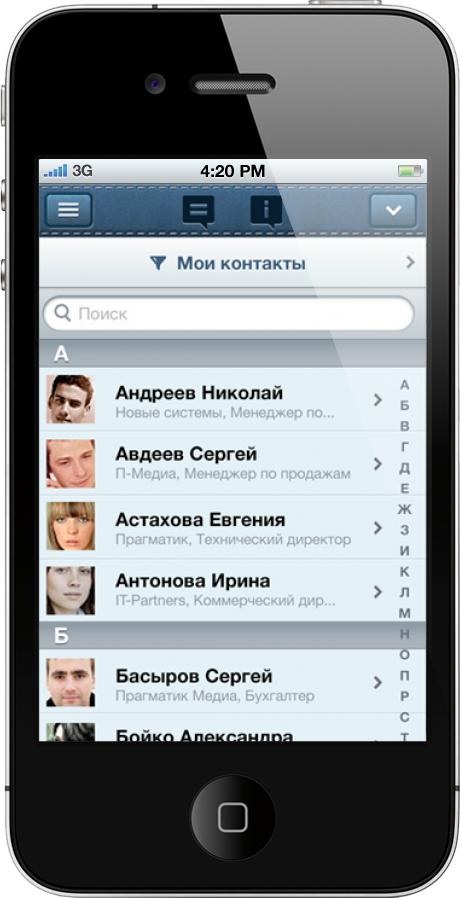 3G 4:20 PM
Мои контакты
Поиск
А
Андреев Николай
Новые системы, Менеджер по...
Авдеев Сергей
П-Медиа, Менеджер по продажам
Астахова Евгения
Прагматик, Технический директор
Антонова Ирина
IT-Partners, Коммерческий дир...
Б
Басыров Сергей
Прагматик Медиа, Бухгалтер
Бойко Александра
А
Б
В
Г
Д
Е
Ж
З
И
К
Л
М
Н
О
П
Р
С
Т